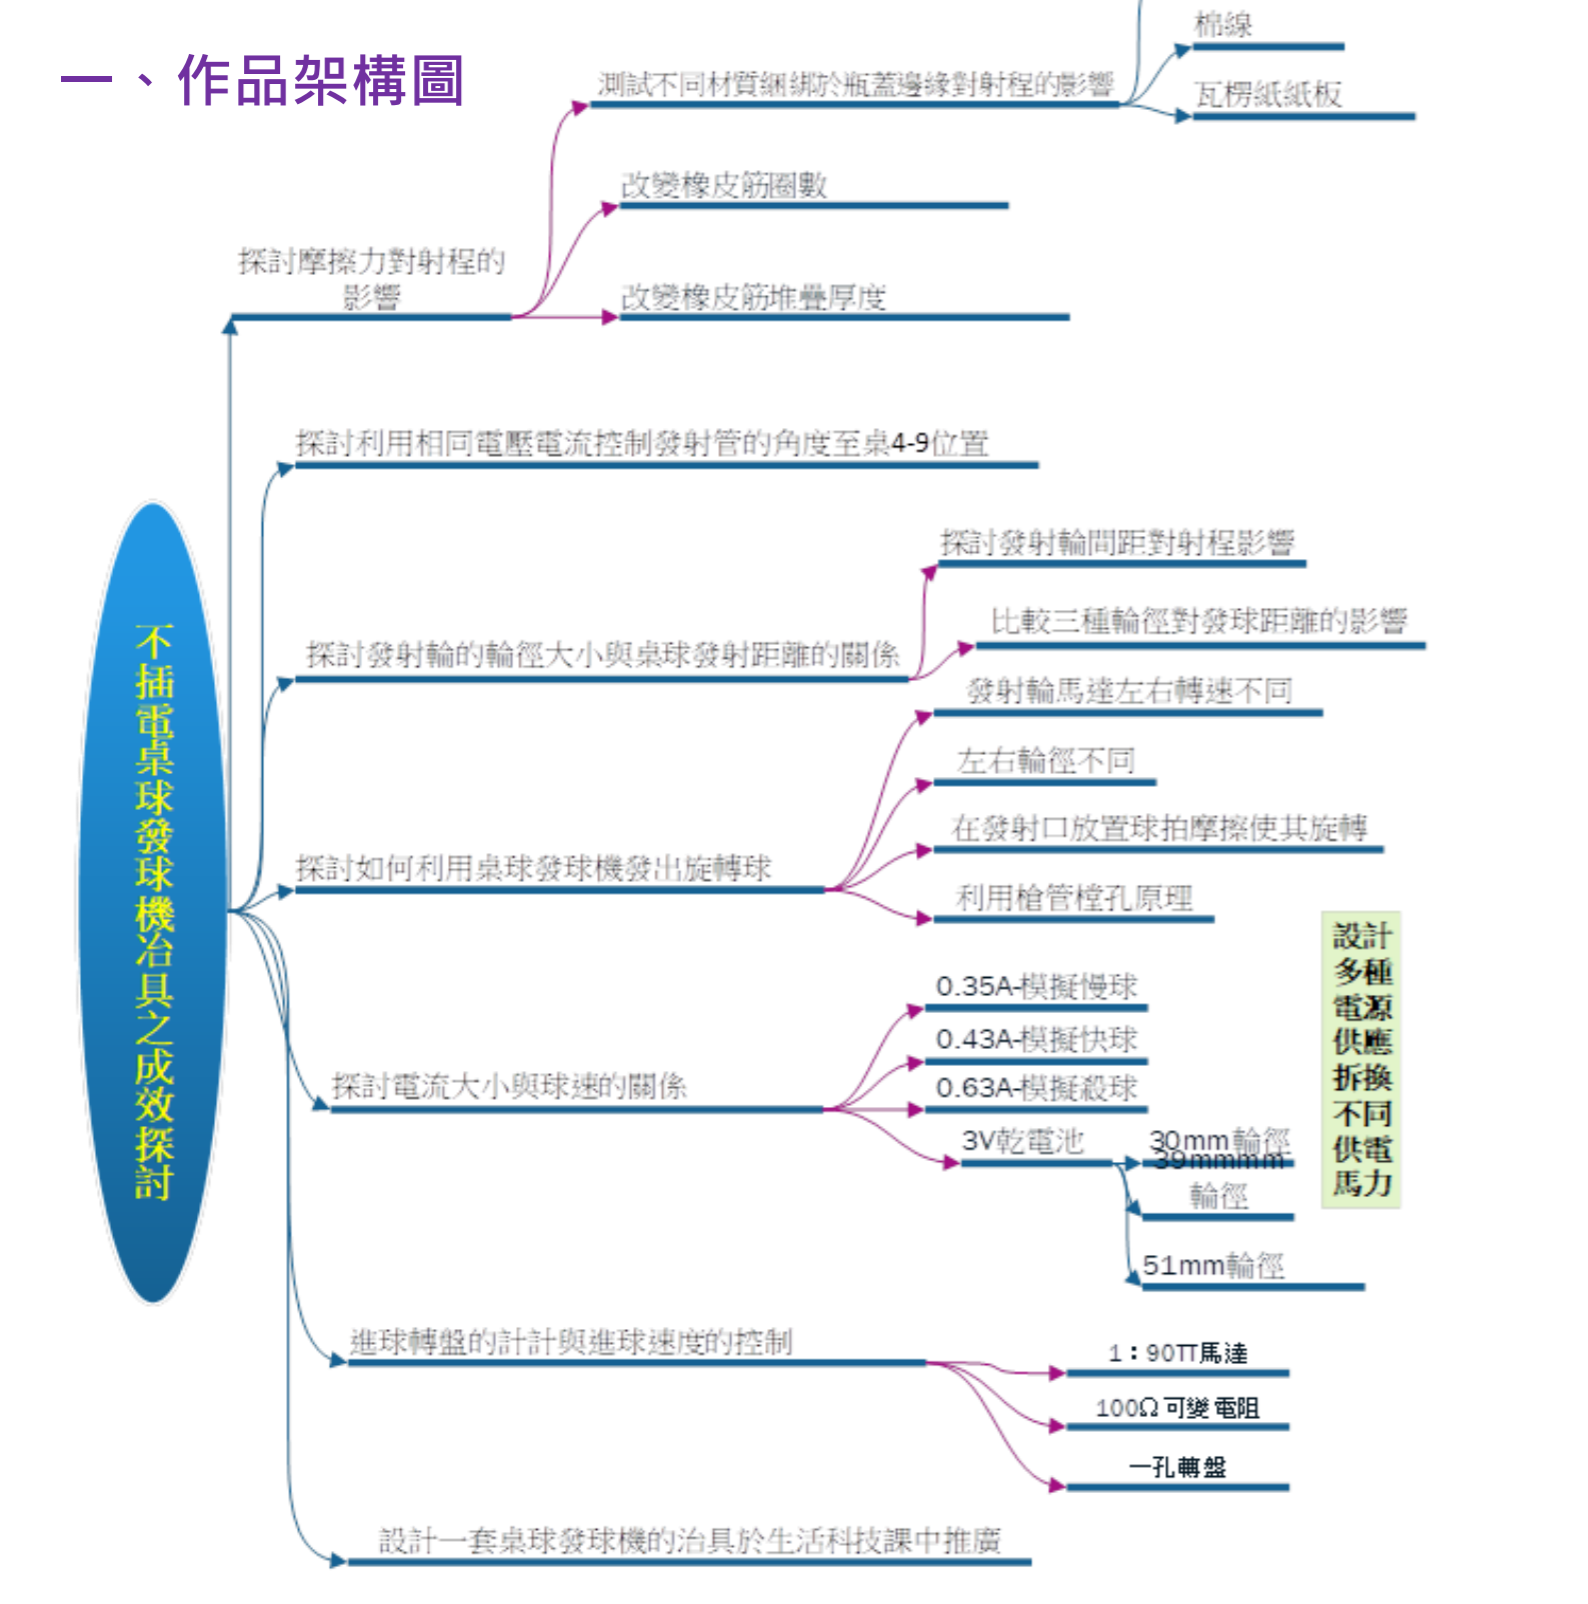 一、作品架構圖
棉線
測試不同材質綑綁於瓶蓋邊緣對射程的影響
瓦楞紙紙板
改變橡皮筋圈數
探討摩擦力對射程的
影響
改變橡皮筋堆疊厚度
探討利用相同電壓電流控制發射管的角度至桌4-9位置
探討發射輪間距對射程影響
比較三種輪徑對發球距離的影響
探討發射輪的輪徑大小與桌球發射距離的關係
發射輪馬達左右轉速不同
左右輪徑不同
在發射口放置球拍摩擦使其旋轉
探討如何利用桌球發球機發出旋轉球
利用槍管樘孔原理
不插電桌球發球機冶具之成效探討
設計
多種
電源
供應
拆換
不同
供電
馬力
0.35A-模擬慢球
0.43A-模擬快球
0.63A-模擬殺球
探討電流大小與球速的關係
3V乾電池
30mm輪徑
39mmmm
輪徑
51mm輪徑
進球轉盤的計計與進球速度的控制
1：90TT馬達
100Ω可變電阻
一孔轉盤
設計一套桌球發球機的治具於生活科技課中推廣